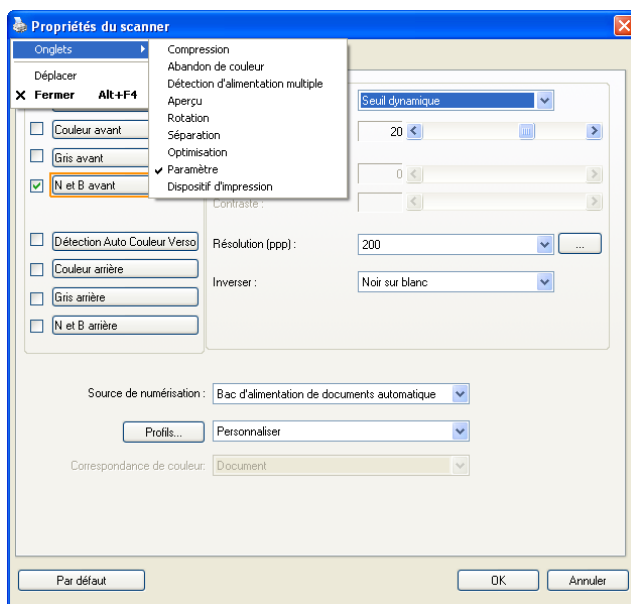 Propriétés du scanner
Onglets
Déplacer
Fermer Alt+F4
Compression
Abandon de couleur
Détection d'alimentation multiple
Aperçu
Rotation
Séparation
Optimisation
Paramètre
Dispositif d'impression
Seuil dynamique
Couleur avant
20
Gris avant
0
N et B avant
Contraste :
Détection Auto Couleur Verso
Résolution (ppp) :
200
...
Couleur arrière
Inverser :
Noir sur blanc
Gris arrière
N et B arrière
Source de numérisation :
Bac d'alimentation de documents automatique
Profils...
Personnaliser
Correspondance de couleur:
Document
Par défaut
OK
Annuler